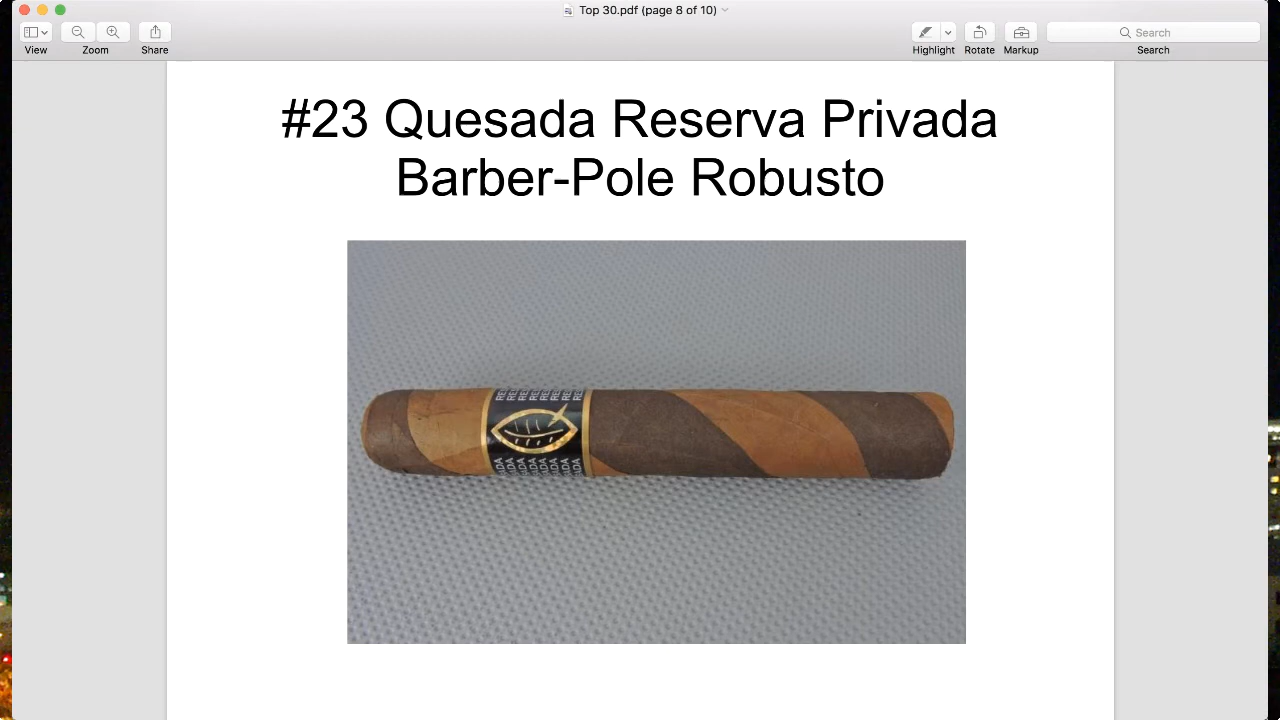 Top 30.pdf (page 8 of 10)
Search
View
Zoom
Share
Highlight
Rotate
Markup
Search
#23 Quesada Reserva Privada
Barber-Pole Robusto